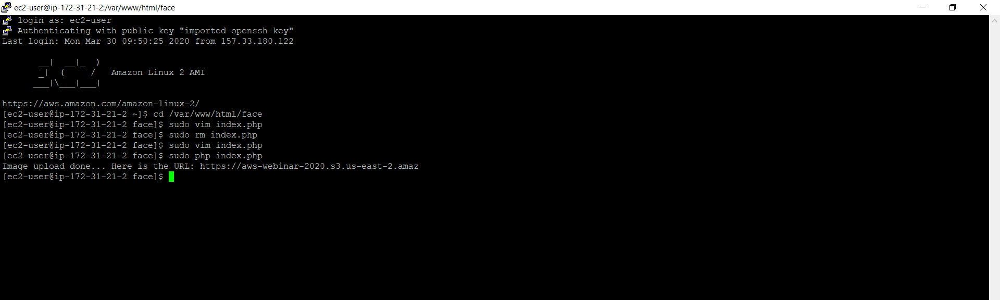 ec2-user@ip-172-31-21-2:/var/www/html/face
login as: ec2-user
Authenticating with public key "imported-openssh-key"
Last login: Mon Mar 30 09:50:25 2020 from 157.33.180.122
       __|  __|_  )
       _|  (     /   Amazon Linux 2 AMI
      ___|\___|___|
https://aws.amazon.com/amazon-linux-2/
[ec2-user@ip-172-31-21-2 ~]$ cd /var/www/html/face
[ec2-user@ip-172-31-21-2 face]$ sudo vim index.php
[ec2-user@ip-172-31-21-2 face]$ sudo rm index.php
[ec2-user@ip-172-31-21-2 face]$ sudo vim index.php
[ec2-user@ip-172-31-21-2 face]$ sudo php index.php
Image upload done... Here is the URL: https://aws-webinar-2020.s3.us-east-2.amaz
[ec2-user@ip-172-31-21-2 face]$